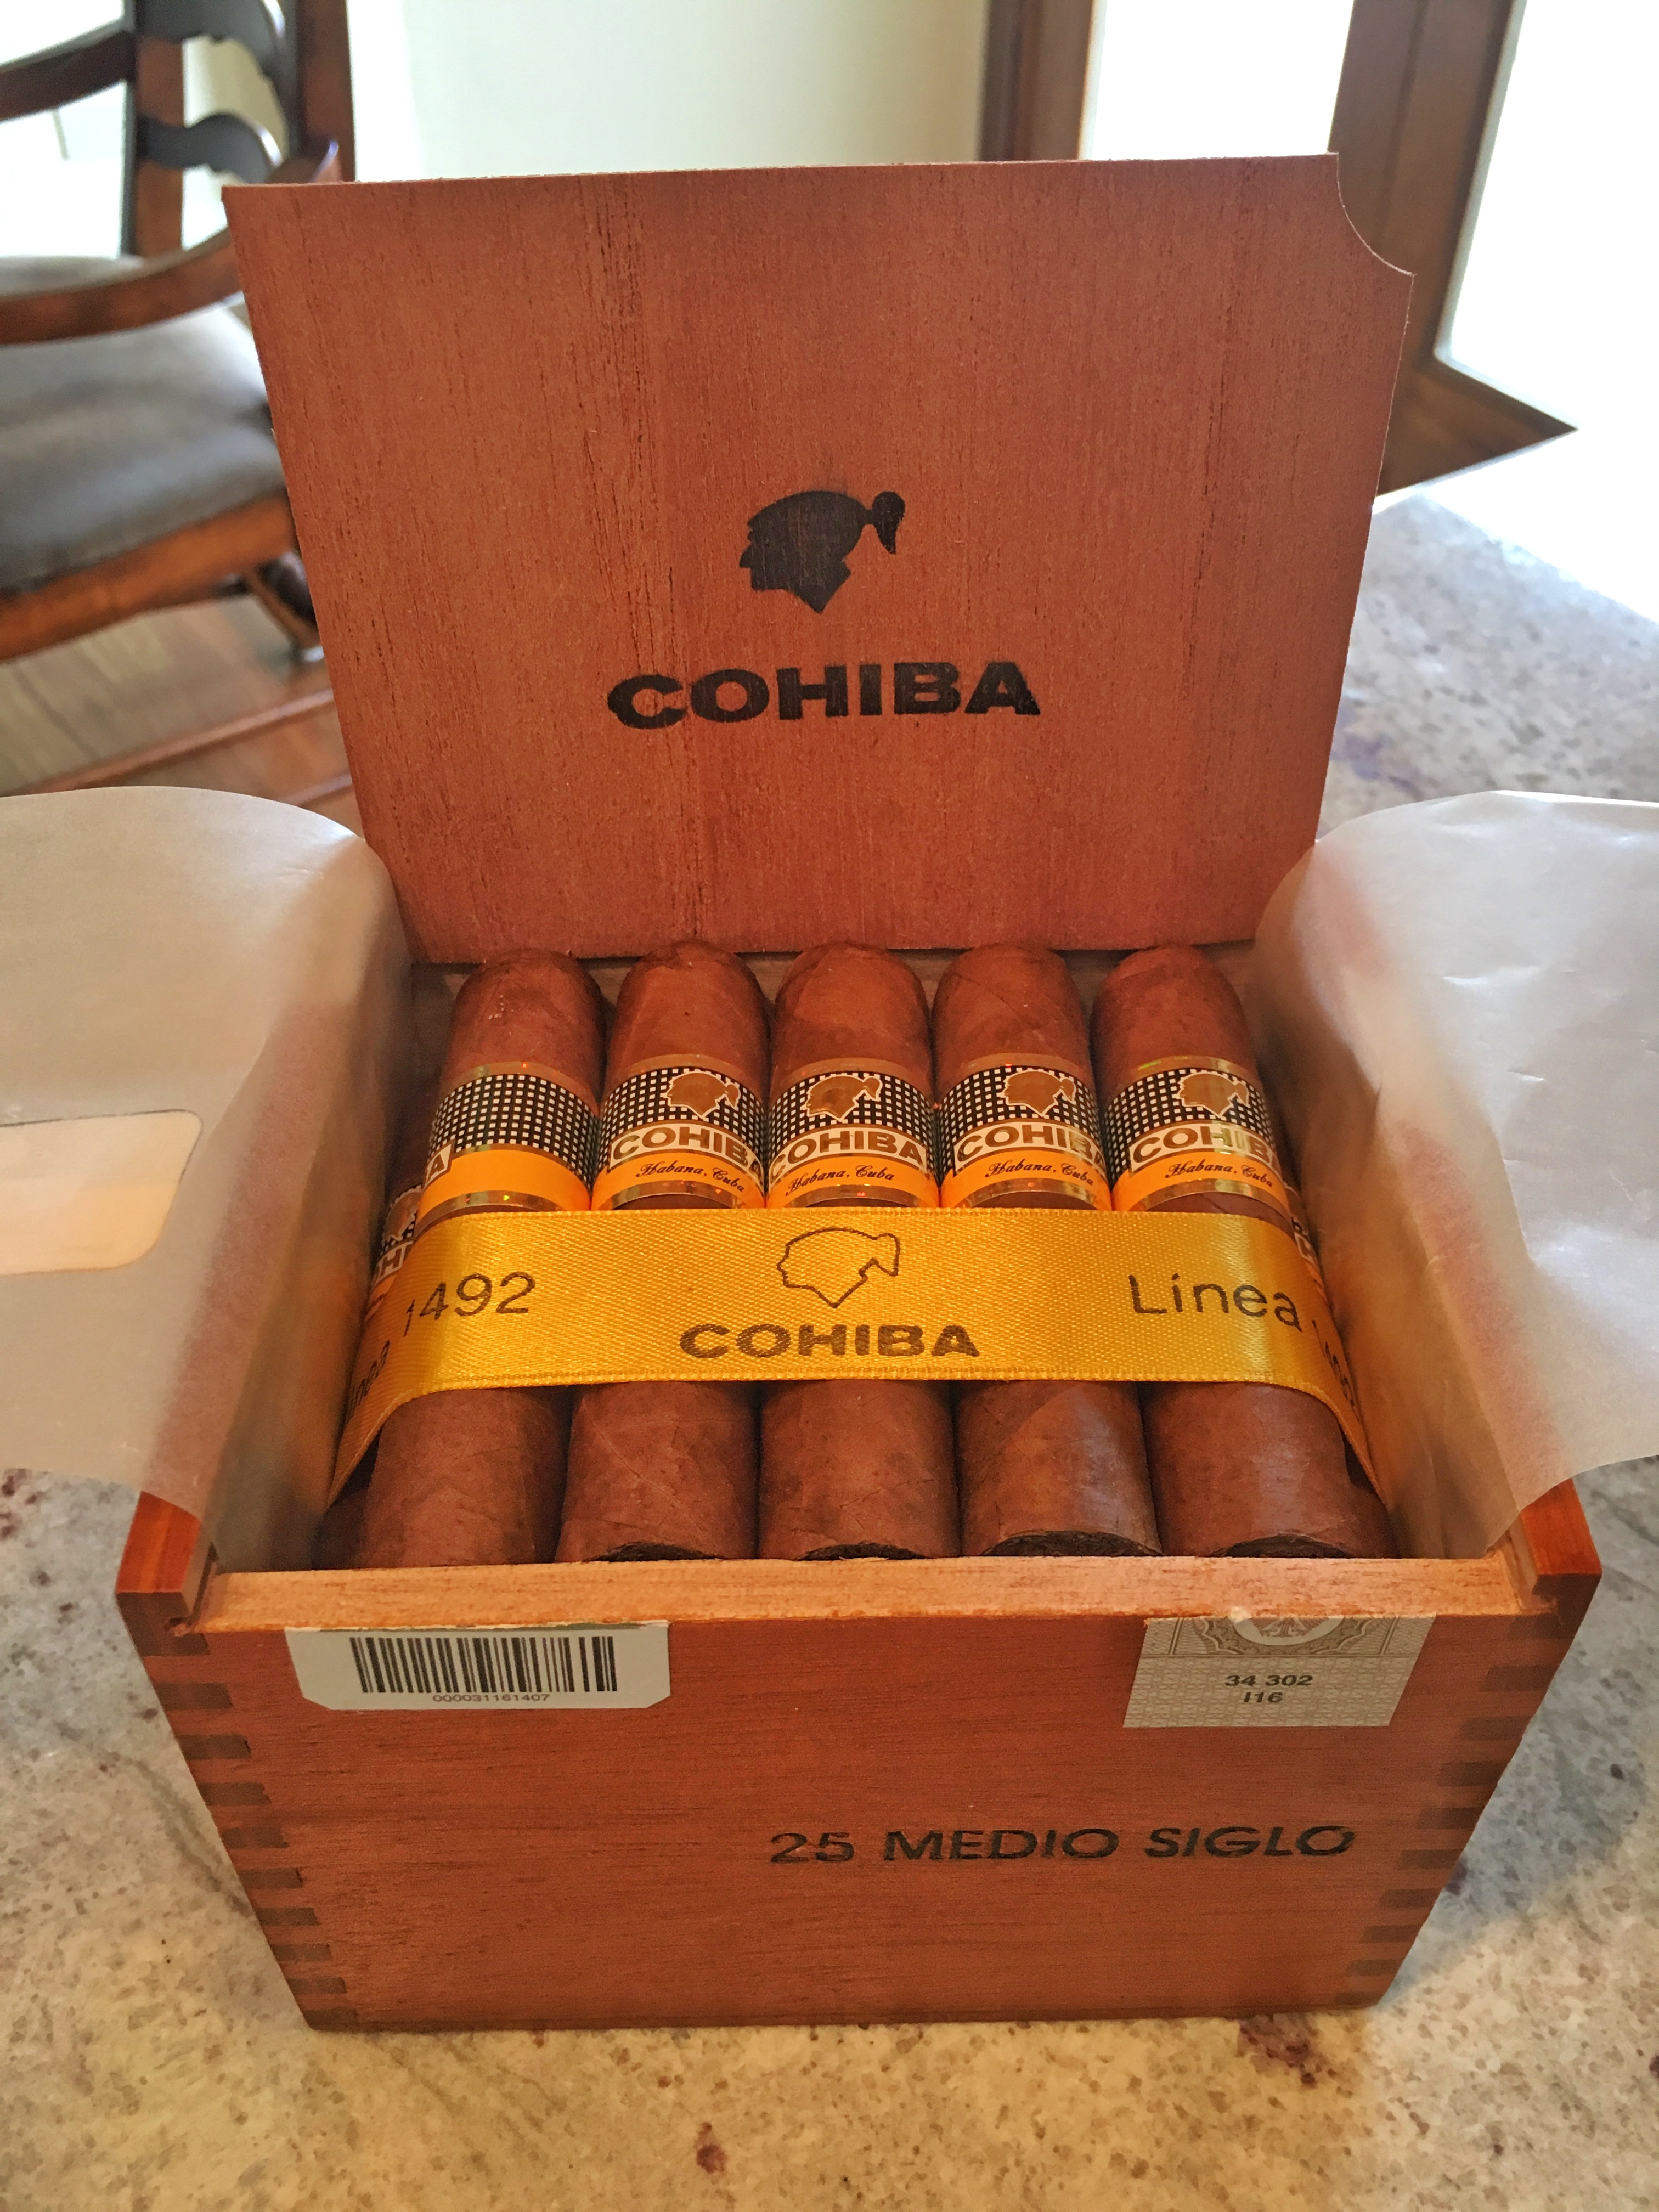 COHIBA
COHIBA
Habana, Cuba
COHIBA
Habana, Cuba
COHIBA
Habana, Cuba
COHIBA
Habana, Cuba
1492
COHIBA
Línea
000031161407
34 302
I16
25 MEDIO SIGLO